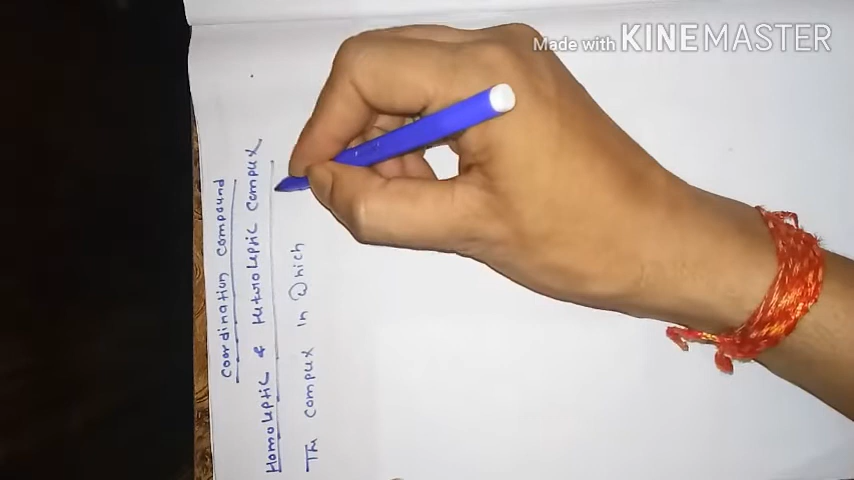 Made with KINEMASTER
Coordination compound
Homoleptic & Heteroleptic Complex
The complex in which